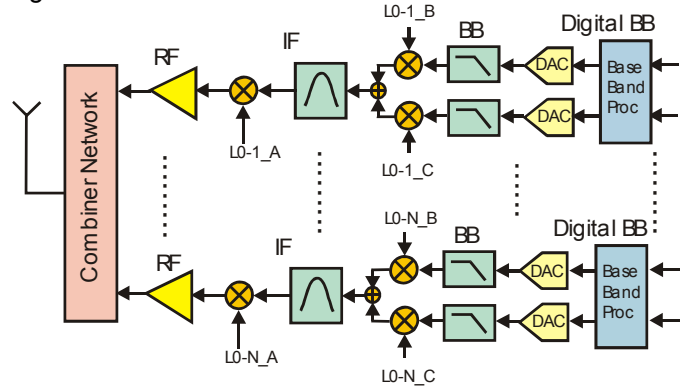 L0-1_B
Digital BB
RF
IF
BB
DAC
Base
Band
Proc
DAC
L0-1_A
L0-1_C
Combiner Network
L0-N_B
Digital BB
RF
IF
BB
DAC
Base
Band
Proc
DAC
L0-N_A
L0-N_C